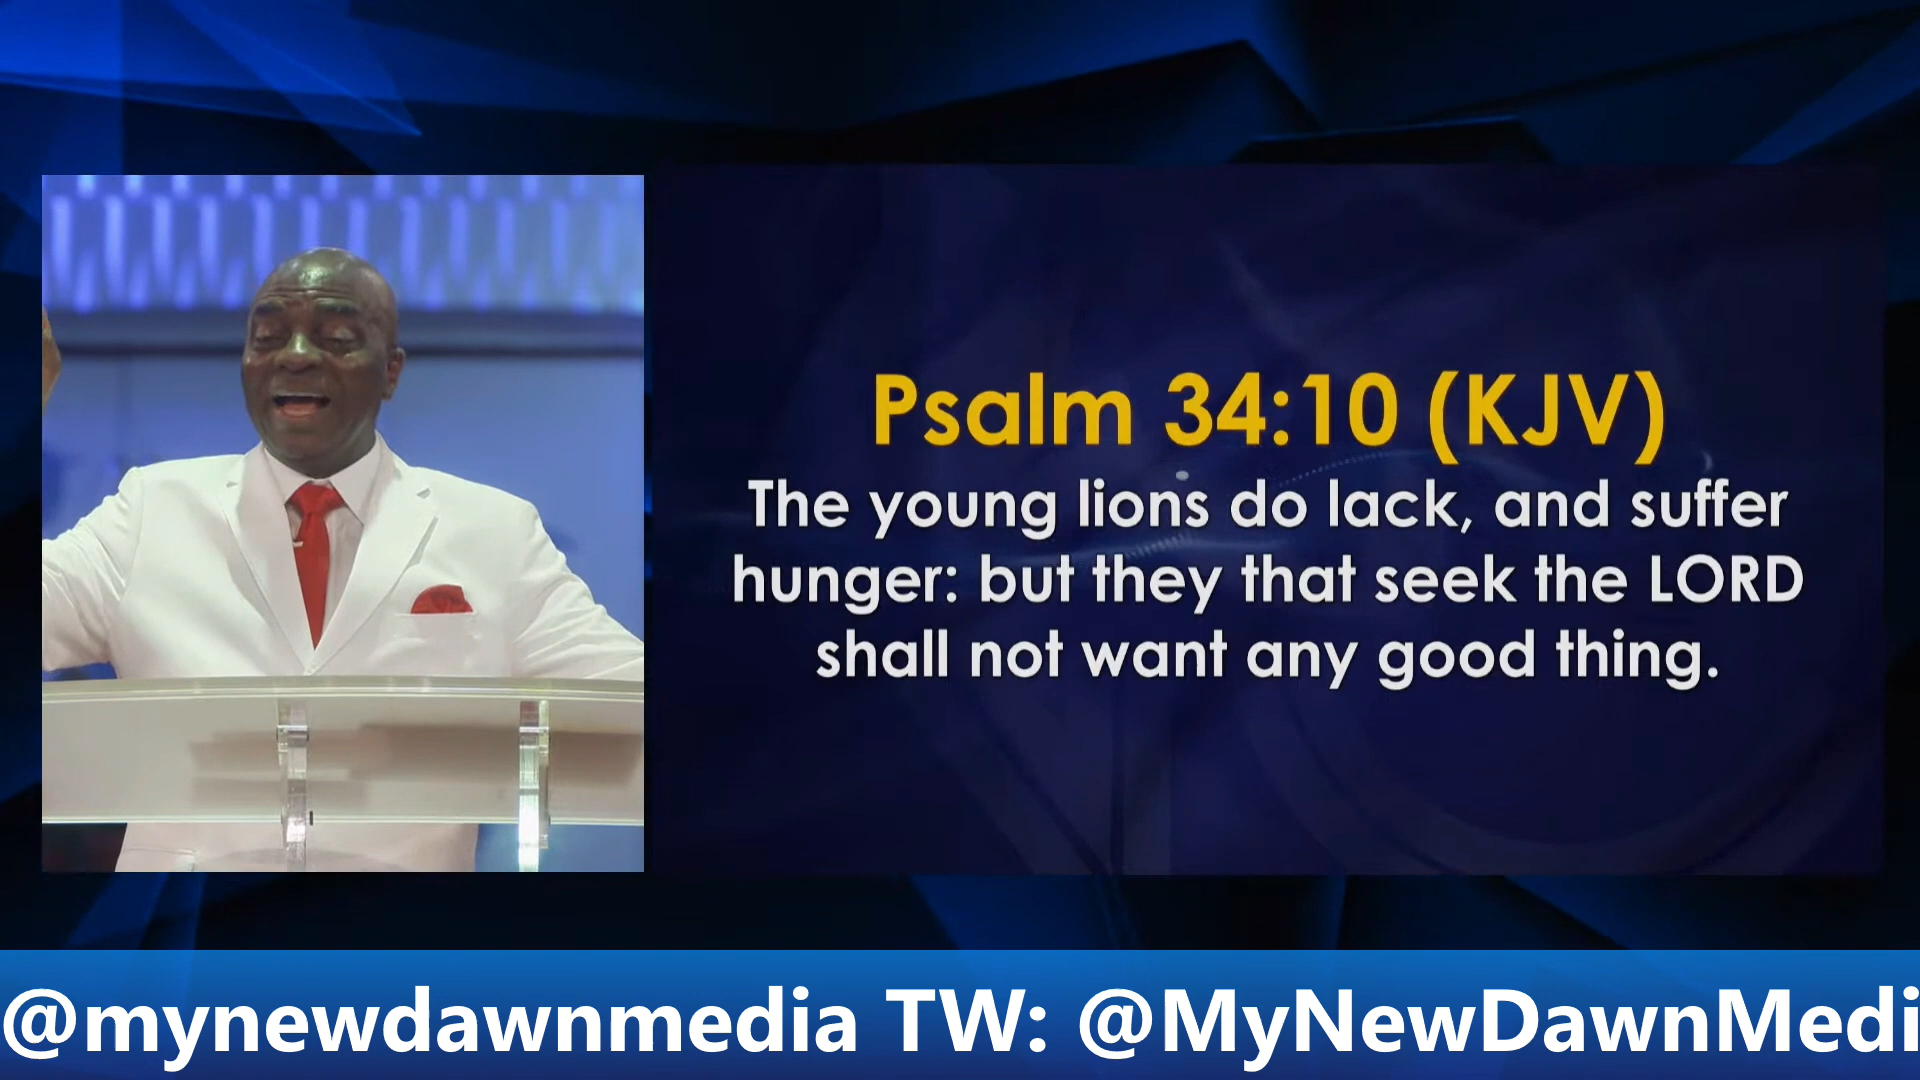 Psalm 34:10 (KJV)
The young lions do lack, and suffer
hunger: but they that seek the LORD
shall not want any good thing.
@mynewdawnmedia TW: @MyNewDawnMedi